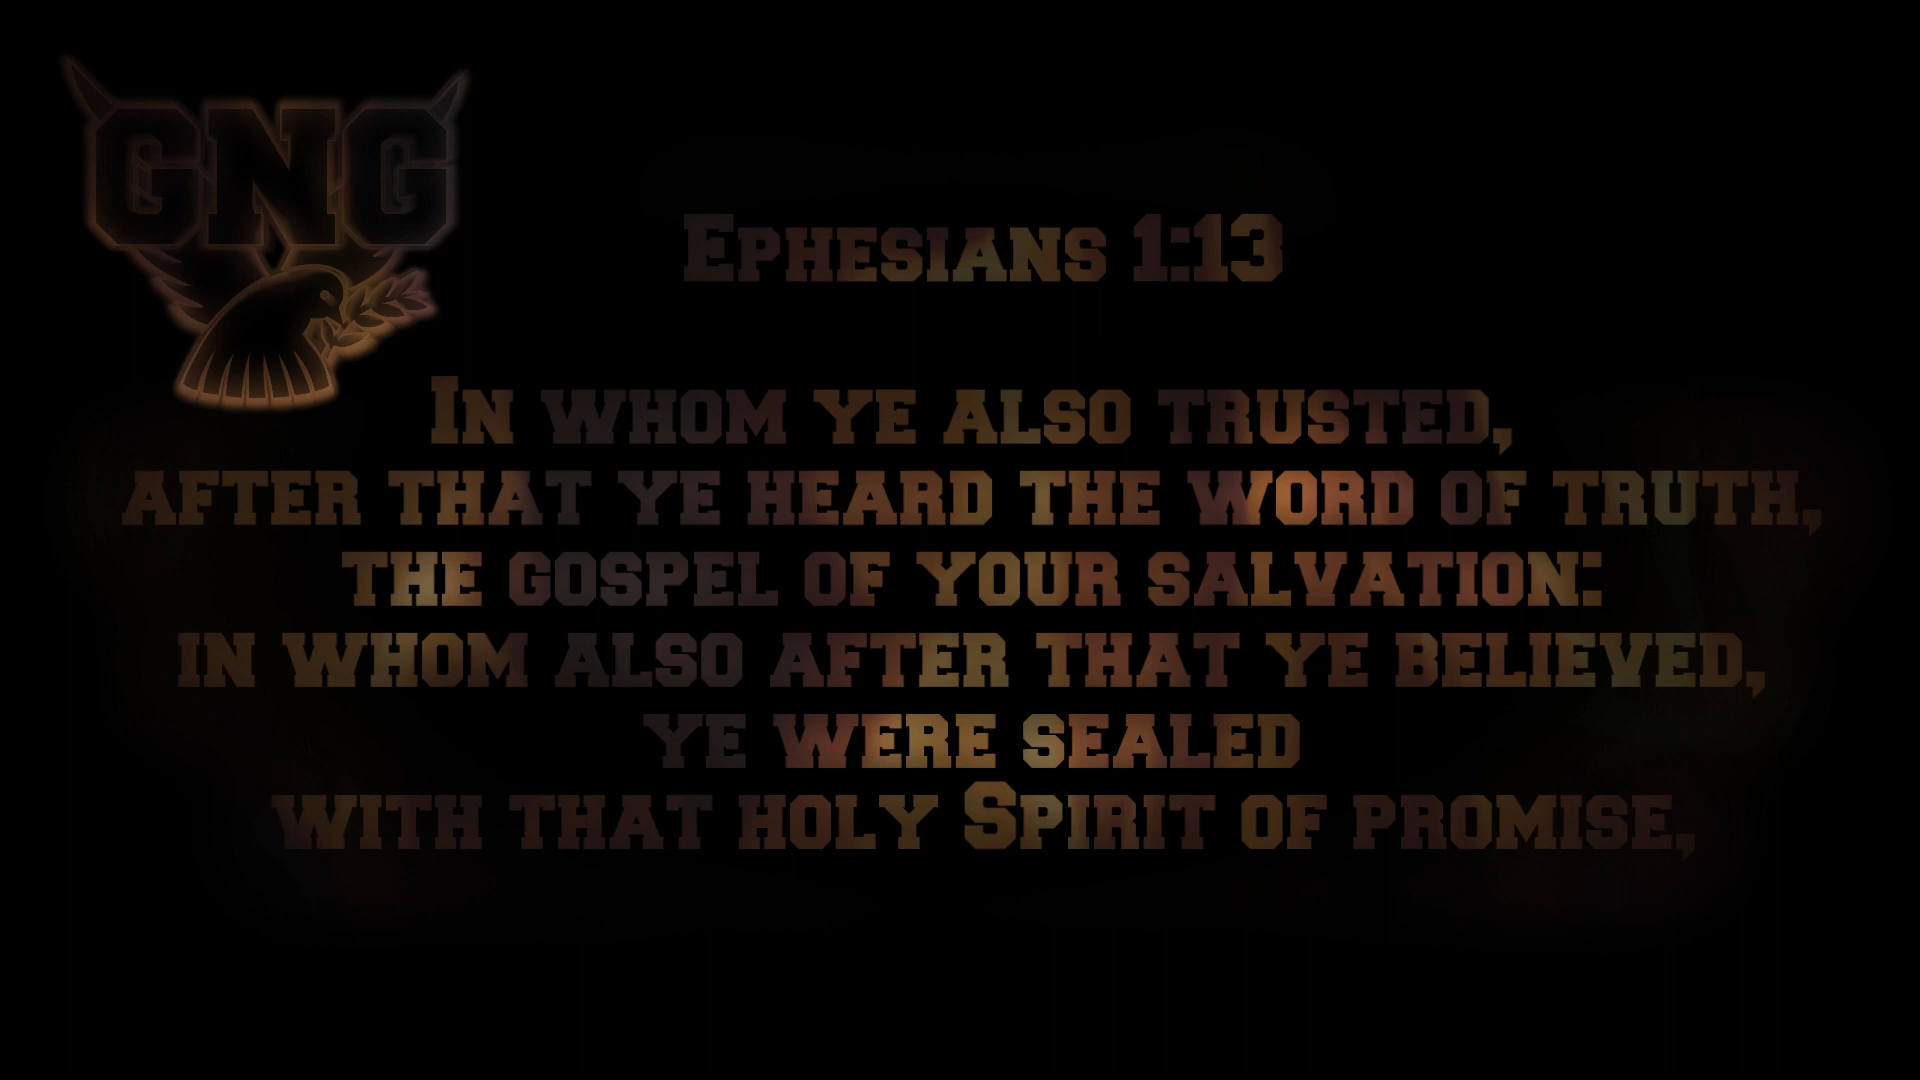 GNG
Ephesians 1:13
In whom ye also trusted,
after that ye heard the word of truth,
the gospel of your salvation:
in whom also after that ye believed,
ye were sealed
with that holy Spirit of promise,